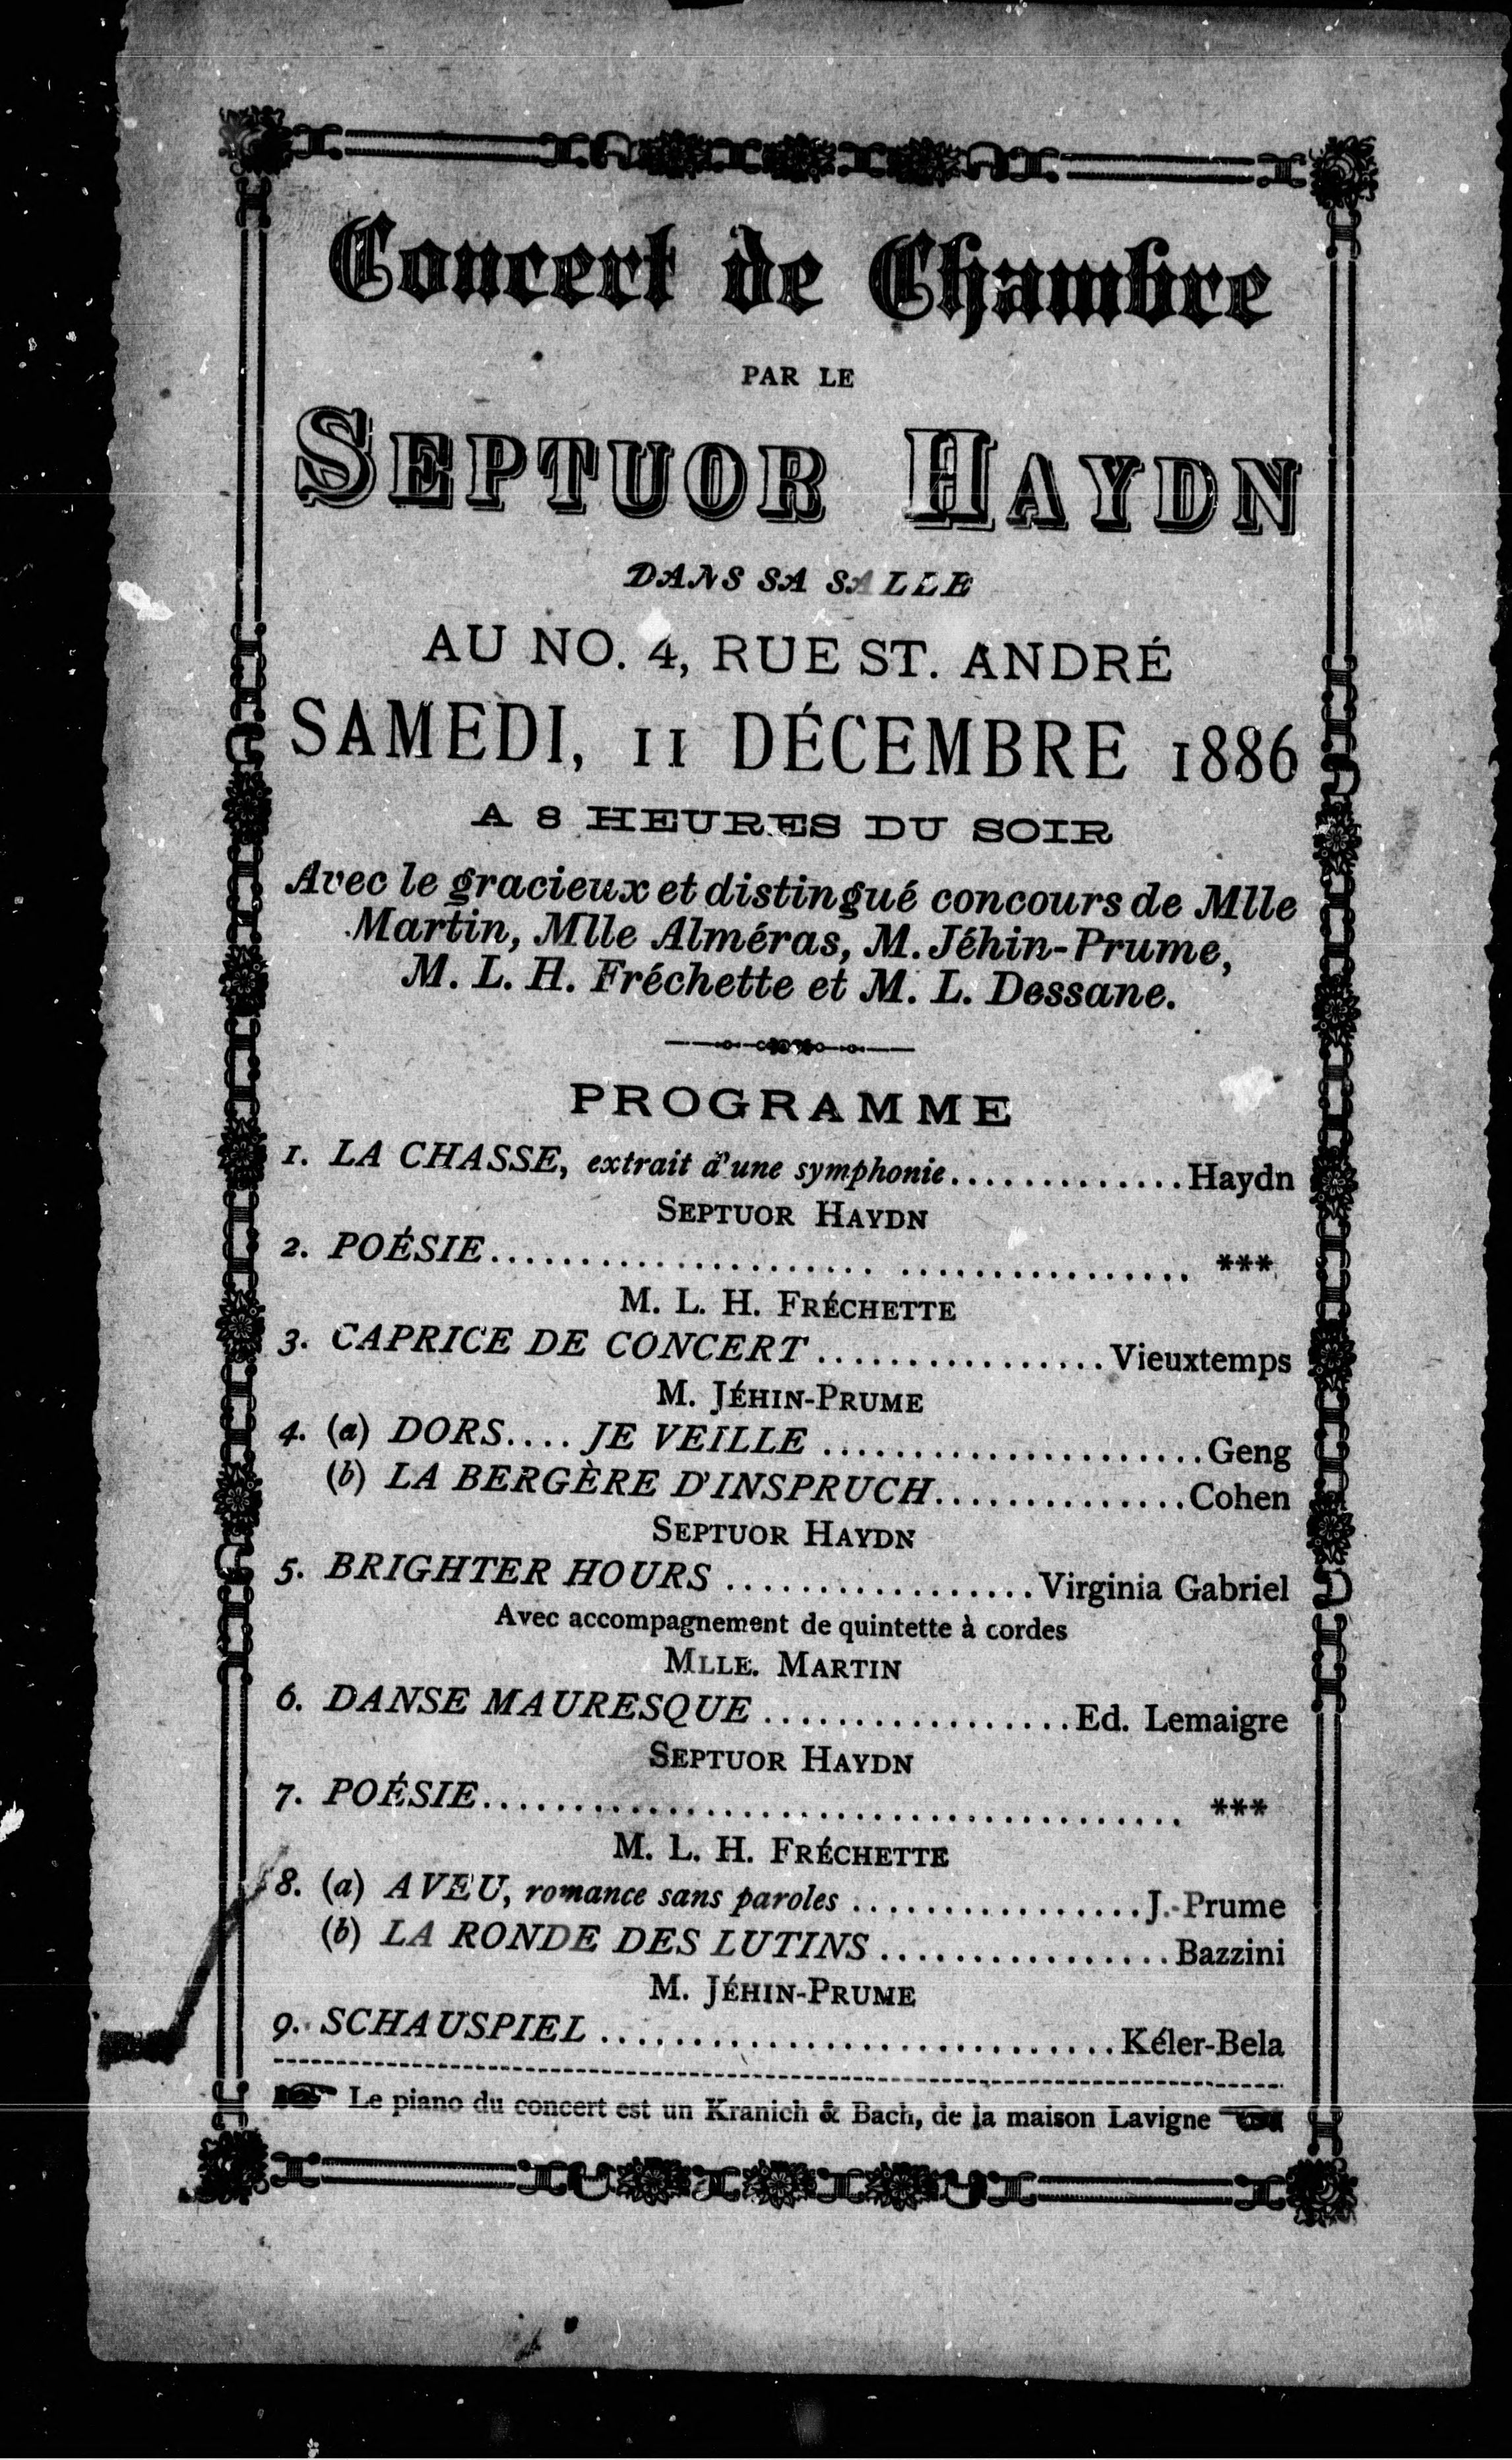 Concert de Chambre
PAR LE
SEPTUOR HAYDN
DANS SA SALLE
AU NO. 4, RUE ST. ANDRÉ
SAMEDI, 11 DÉCEMBRE 1886
A 8 HEURES DU SOIR
Avec le gracieux et distingué concours de Mlle
Martin, Mlle Alméras, M. Jéhin-Prume,
M. L. H. Fréchette et M. L. Dessane.
PROGRAMME
1. LA CHASSE, extrait d'une symphonie..............Haydn
SEPTUOR HAYDN
2. POÉSIE...................... ................. ***
M. L. H. FRÉCHETTE
3. CAPRICE DE CONCERT ................Vieuxtemps
M. JÉHIN-PRUME
4. (a) DORS.... JE VEILLE ......................Geng
(b) LA BERGÈRE D'INSPRUCH..............Cohen
SEPTUOR HAYDN
5. BRIGHTER HOURS .................Virginia Gabriel
Avec accompagnement de quintette à cordes
MLLE. MARTIN
6. DANSE MAURESQUE .................Ed. Lemaigre
SEPTUOR HAYDN
7. POÉSIE....................................... ***
M. L. H. FRÉCHETTE
8. (a) AVEU, romance sans paroles ................J.-Prume
(b) LA RONDE DES LUTINS ................Bazzini
M. JÉHIN-PRUME
9. SCHAUSPIEL .............................Kéler-Bela
Le piano du concert est un Kranich & Bach, de la maison Lavigne